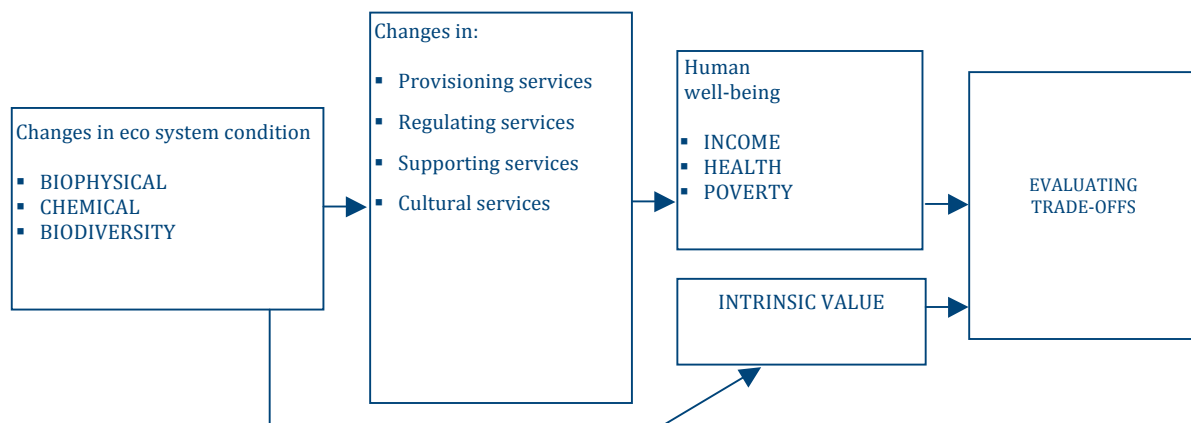 Changes in eco system condition
▪ BIOPHYSICAL
▪ CHEMICAL
▪ BIODIVERSITY
Changes in:
▪ Provisioning services
▪ Regulating services
▪ Supporting services
▪ Cultural services
Human
well-being
▪ INCOME
▪ HEALTH
▪ POVERTY
INTRINSIC VALUE
EVALUATING
TRADE-OFFS